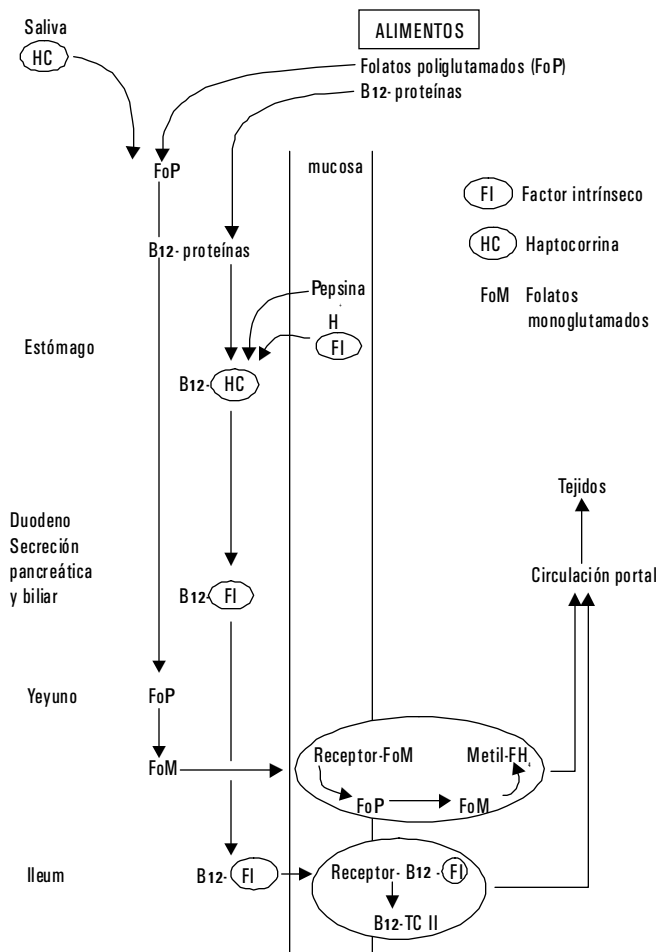 Saliva
HC
ALIMENTOS
Folatos poliglutamados (FoP)
B12- proteínas
FoP
mucosa
FI Factor intrínseco
HC Haptocorrina
FoM Folatos
monoglutamados
B12- proteínas
Pepsina
H
FI
Estómago
B12- HC
Tejidos
Duodeno
Secreción
pancreática
y biliar
Circulación portal
B12- FI
Yeyuno
FoP
FoM
Receptor-FoM
Metil-FH4
FoP
FoM
Ileum
B12- FI
Receptor- B12 - FI
B12-TC II